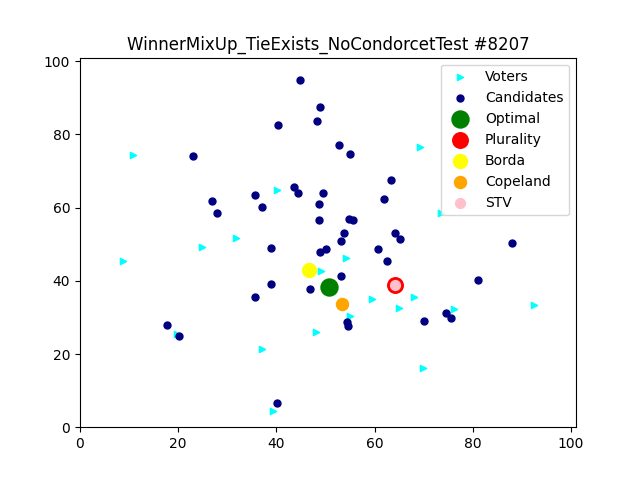 WinnerMixUp_TieExists_NoCondorcetTest #8207
Voters
Candidates
Optimal
Plurality
Borda
Copeland
STV
100
80
60
40
20
0
0 20 40 60 80 100